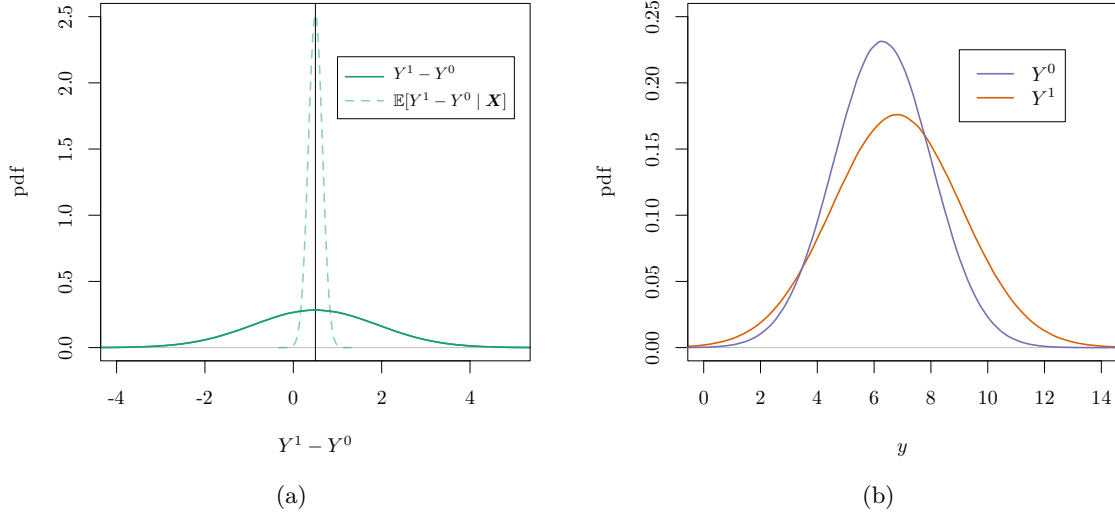 2.5
2.0
1.5
1.0
0.5
0.0
pdf
Y¹ − Y⁰
𝔼[Y¹ − Y⁰ | X]
-4 -2 0 2 4
Y¹ − Y⁰
(a)
0.25
0.20
0.15
0.10
0.05
0.00
pdf
Y⁰
Y¹
0 2 4 6 8 10 12 14
y
(b)